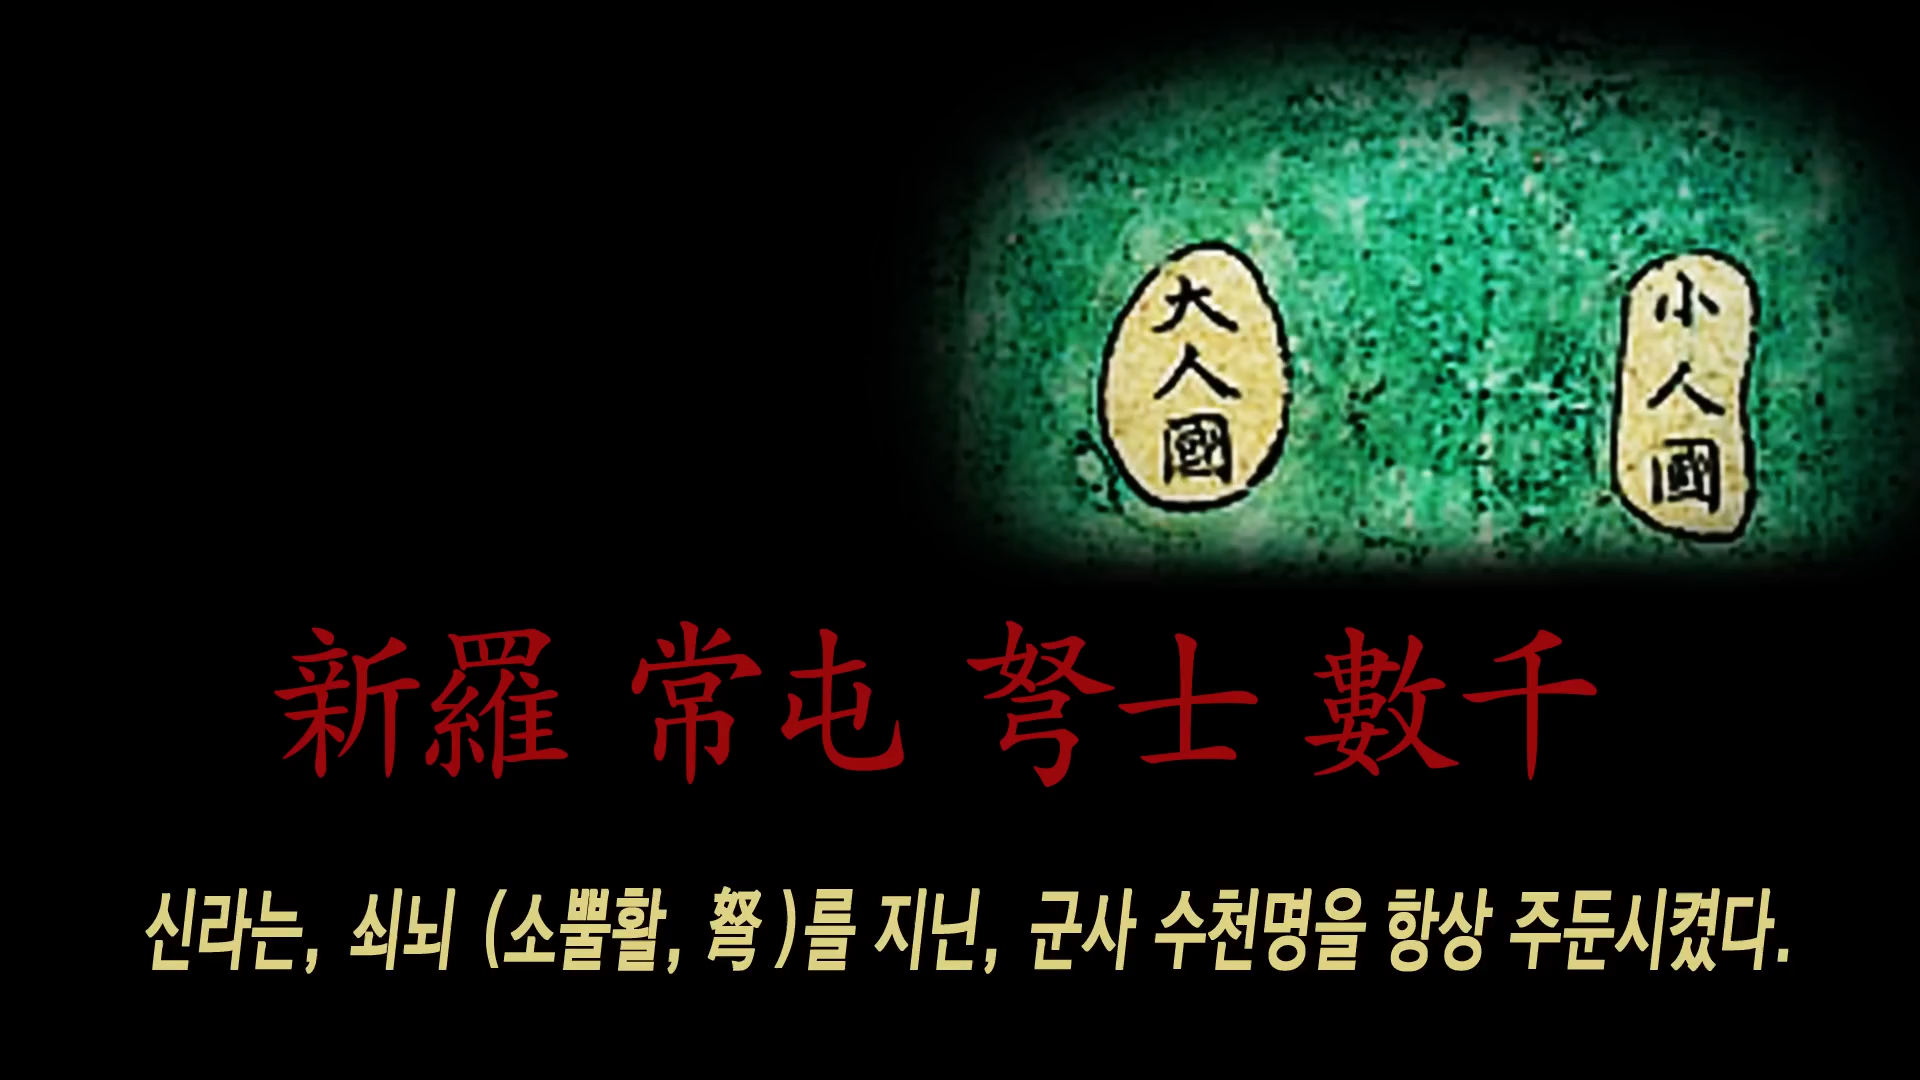 大人國
小人國
新羅 常屯 弩士 數千
신라는, 쇠뇌 (소뿔활, 弩 )를 지닌, 군사 수천명을 항상 주둔시켰다.